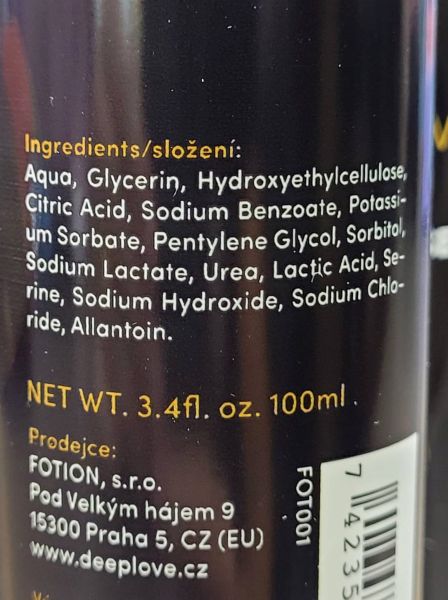 Ingredients/složení:
Aqua, Glycerin, Hydroxyethylcellulose,
Citric Acid, Sodium Benzoate, Potassi-
um Sorbate, Pentylene Glycol, Sorbitol,
Sodium Lactate, Urea, Lactic Acid, Se-
rine, Sodium Hydroxide, Sodium Chlo-
ride, Allantoin.
NET WT. 3.4fl. oz. 100ml.
Prodejce:
FOTION, s.r.o.
Pod Velkým hájem 9
15300 Praha 5, CZ (EU)
www.deeplove.cz
FOT001
7 4235